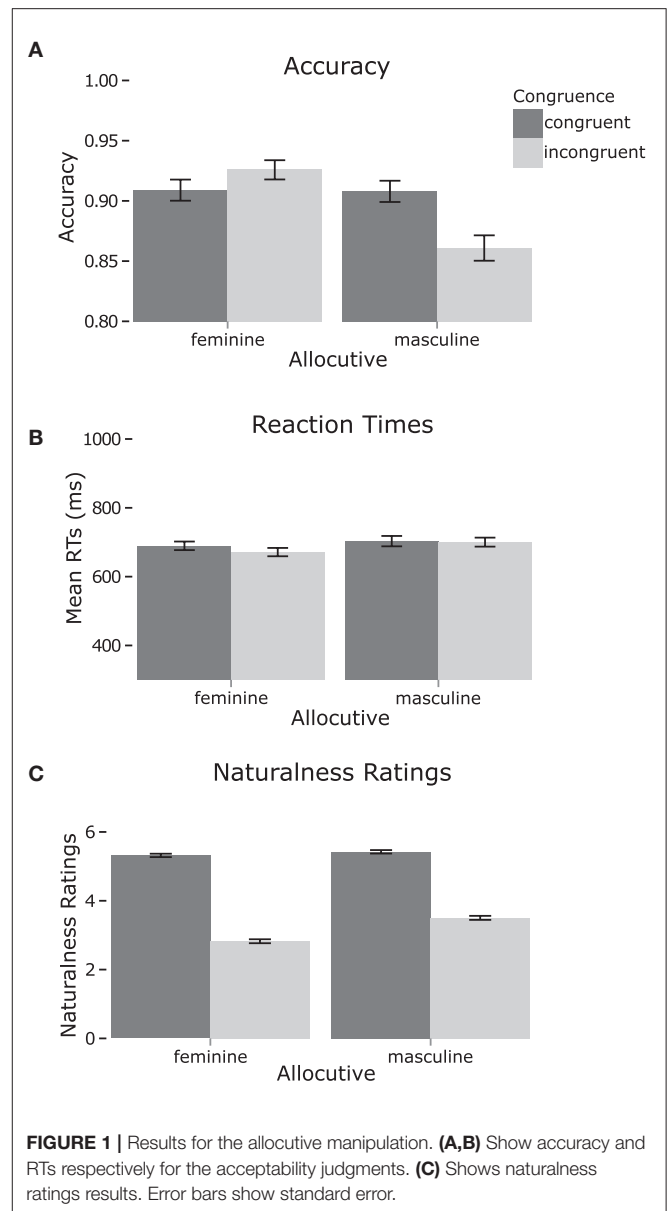 A
Accuracy
1.00
0.95
0.90
0.85
0.80
Accuracy
Congruence
congruent
incongruent
feminine
masculine
Allocutive
B
Reaction Times
1000
800
600
400
Mean RTs (ms)
feminine
masculine
Allocutive
C
Naturalness Ratings
6
4
2
0
Naturalness Ratings
feminine
masculine
Allocutive
FIGURE 1 | Results for the allocutive manipulation. (A,B) Show accuracy and
RTs respectively for the acceptability judgments. (C) Shows naturalness
ratings results. Error bars show standard error.